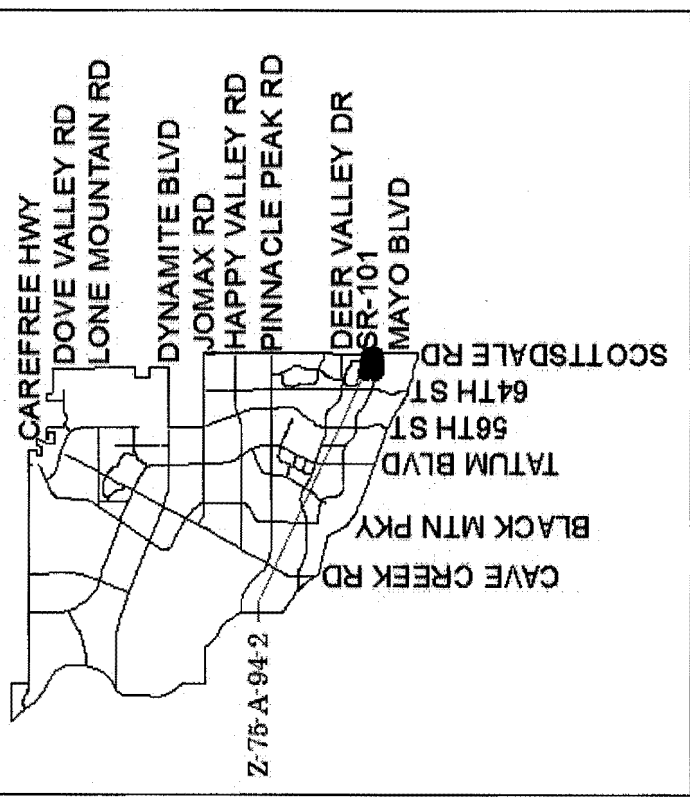 CAREFREE HWY
DOVE VALLEY RD
LONE MOUNTAIN RD
DYNAMITE BLVD
JOMAX RD
HAPPY VALLEY RD
PINNACLE PEAK RD
DEER VALLEY DR
SR-101
MAYO BLVD
SCOTTSDALE RD
64TH ST
56TH ST
TATUM BLVD
BLACK MTN PKY
CAVE CREEK RD
Z-75-A-94-2